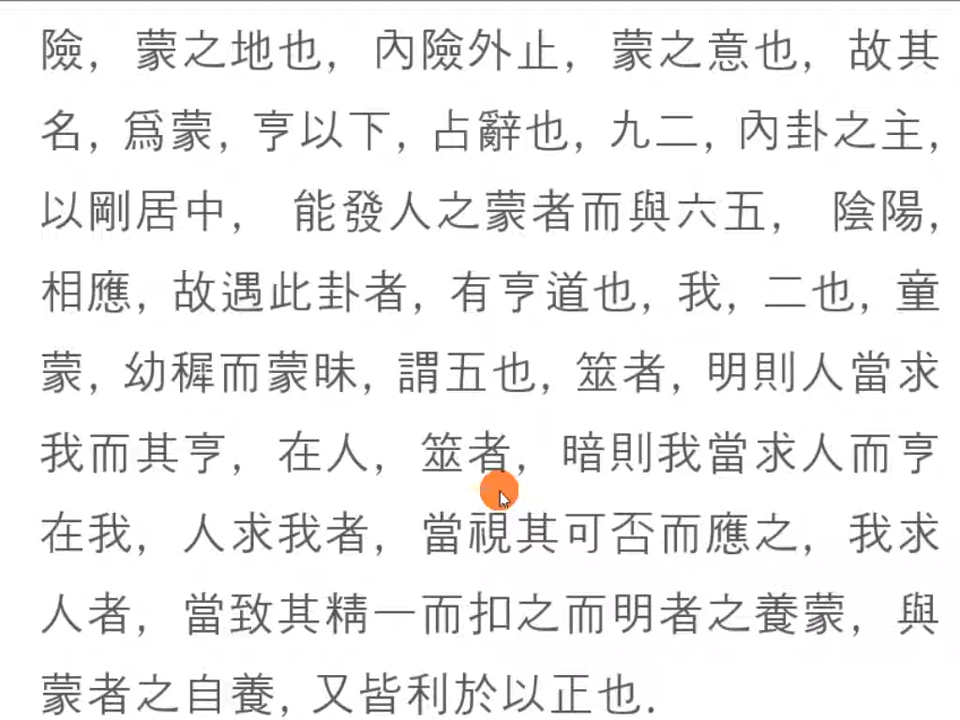 險, 蒙之地也, 內險外止, 蒙之意也, 故其
名, 爲蒙, 亨以下, 占辭也, 九二, 內卦之主,
以剛居中, 能發人之蒙者而與六五, 陰陽,
相應, 故遇此卦者, 有亨道也, 我, 二也, 童
蒙, 幼穉而蒙昧, 謂五也, 筮者, 明則人當求
我而其亨, 在人, 筮者, 暗則我當求人而亨
在我, 人求我者, 當視其可否而應之, 我求
人者, 當致其精一而扣之而明者之養蒙, 與
蒙者之自養, 又皆利於以正也.